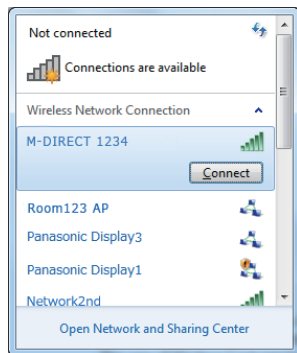 Not connected
Connections are available
Wireless Network Connection
M-DIRECT 1234
Connect
Room123 AP
Panasonic Display3
Panasonic Display1
Network2nd
Open Network and Sharing Center